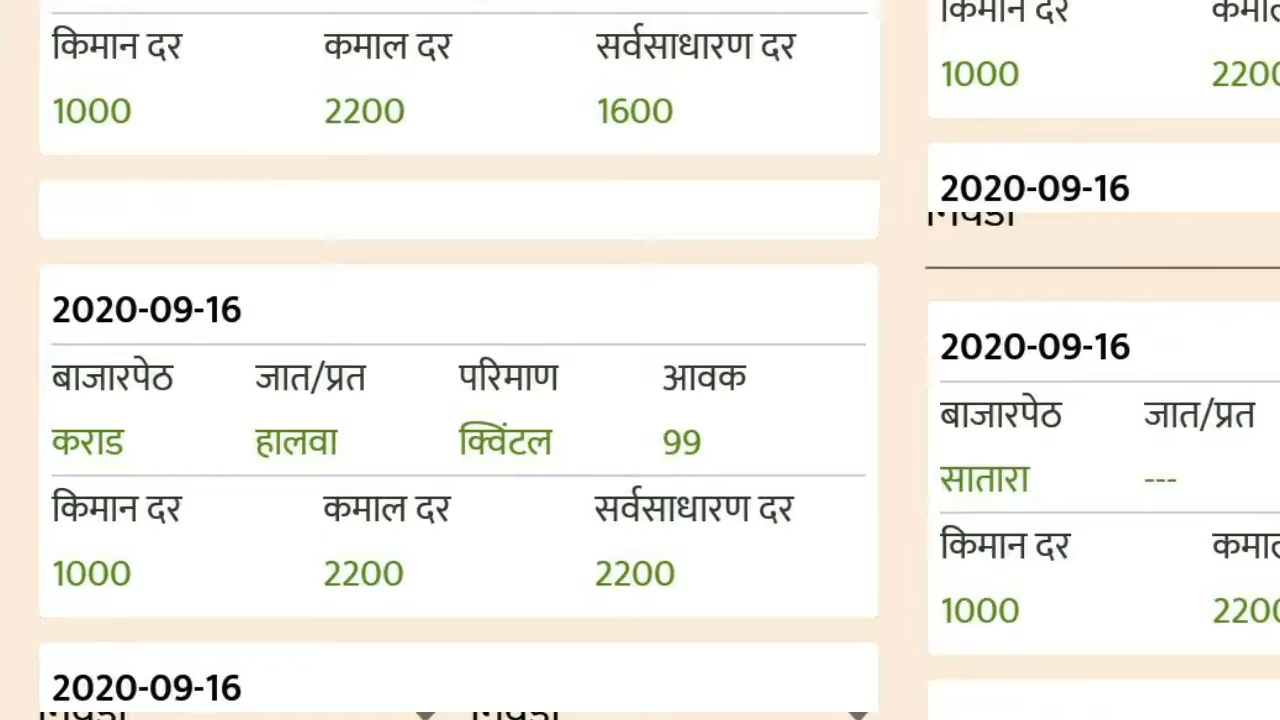 किमान दर कमाल दर सर्वसाधारण दर
1000 2200 1600
2020-09-16
बाजारपेठ जात/प्रत परिमाण आवक
कराड हालवा क्विंटल 99
किमान दर कमाल दर सर्वसाधारण दर
1000 2200 2200
2020-09-16
किमान दर
1000
2020-09-16
2020-09-16
बाजारपेठ जात/प्रत
सातारा ---
किमान दर
1000